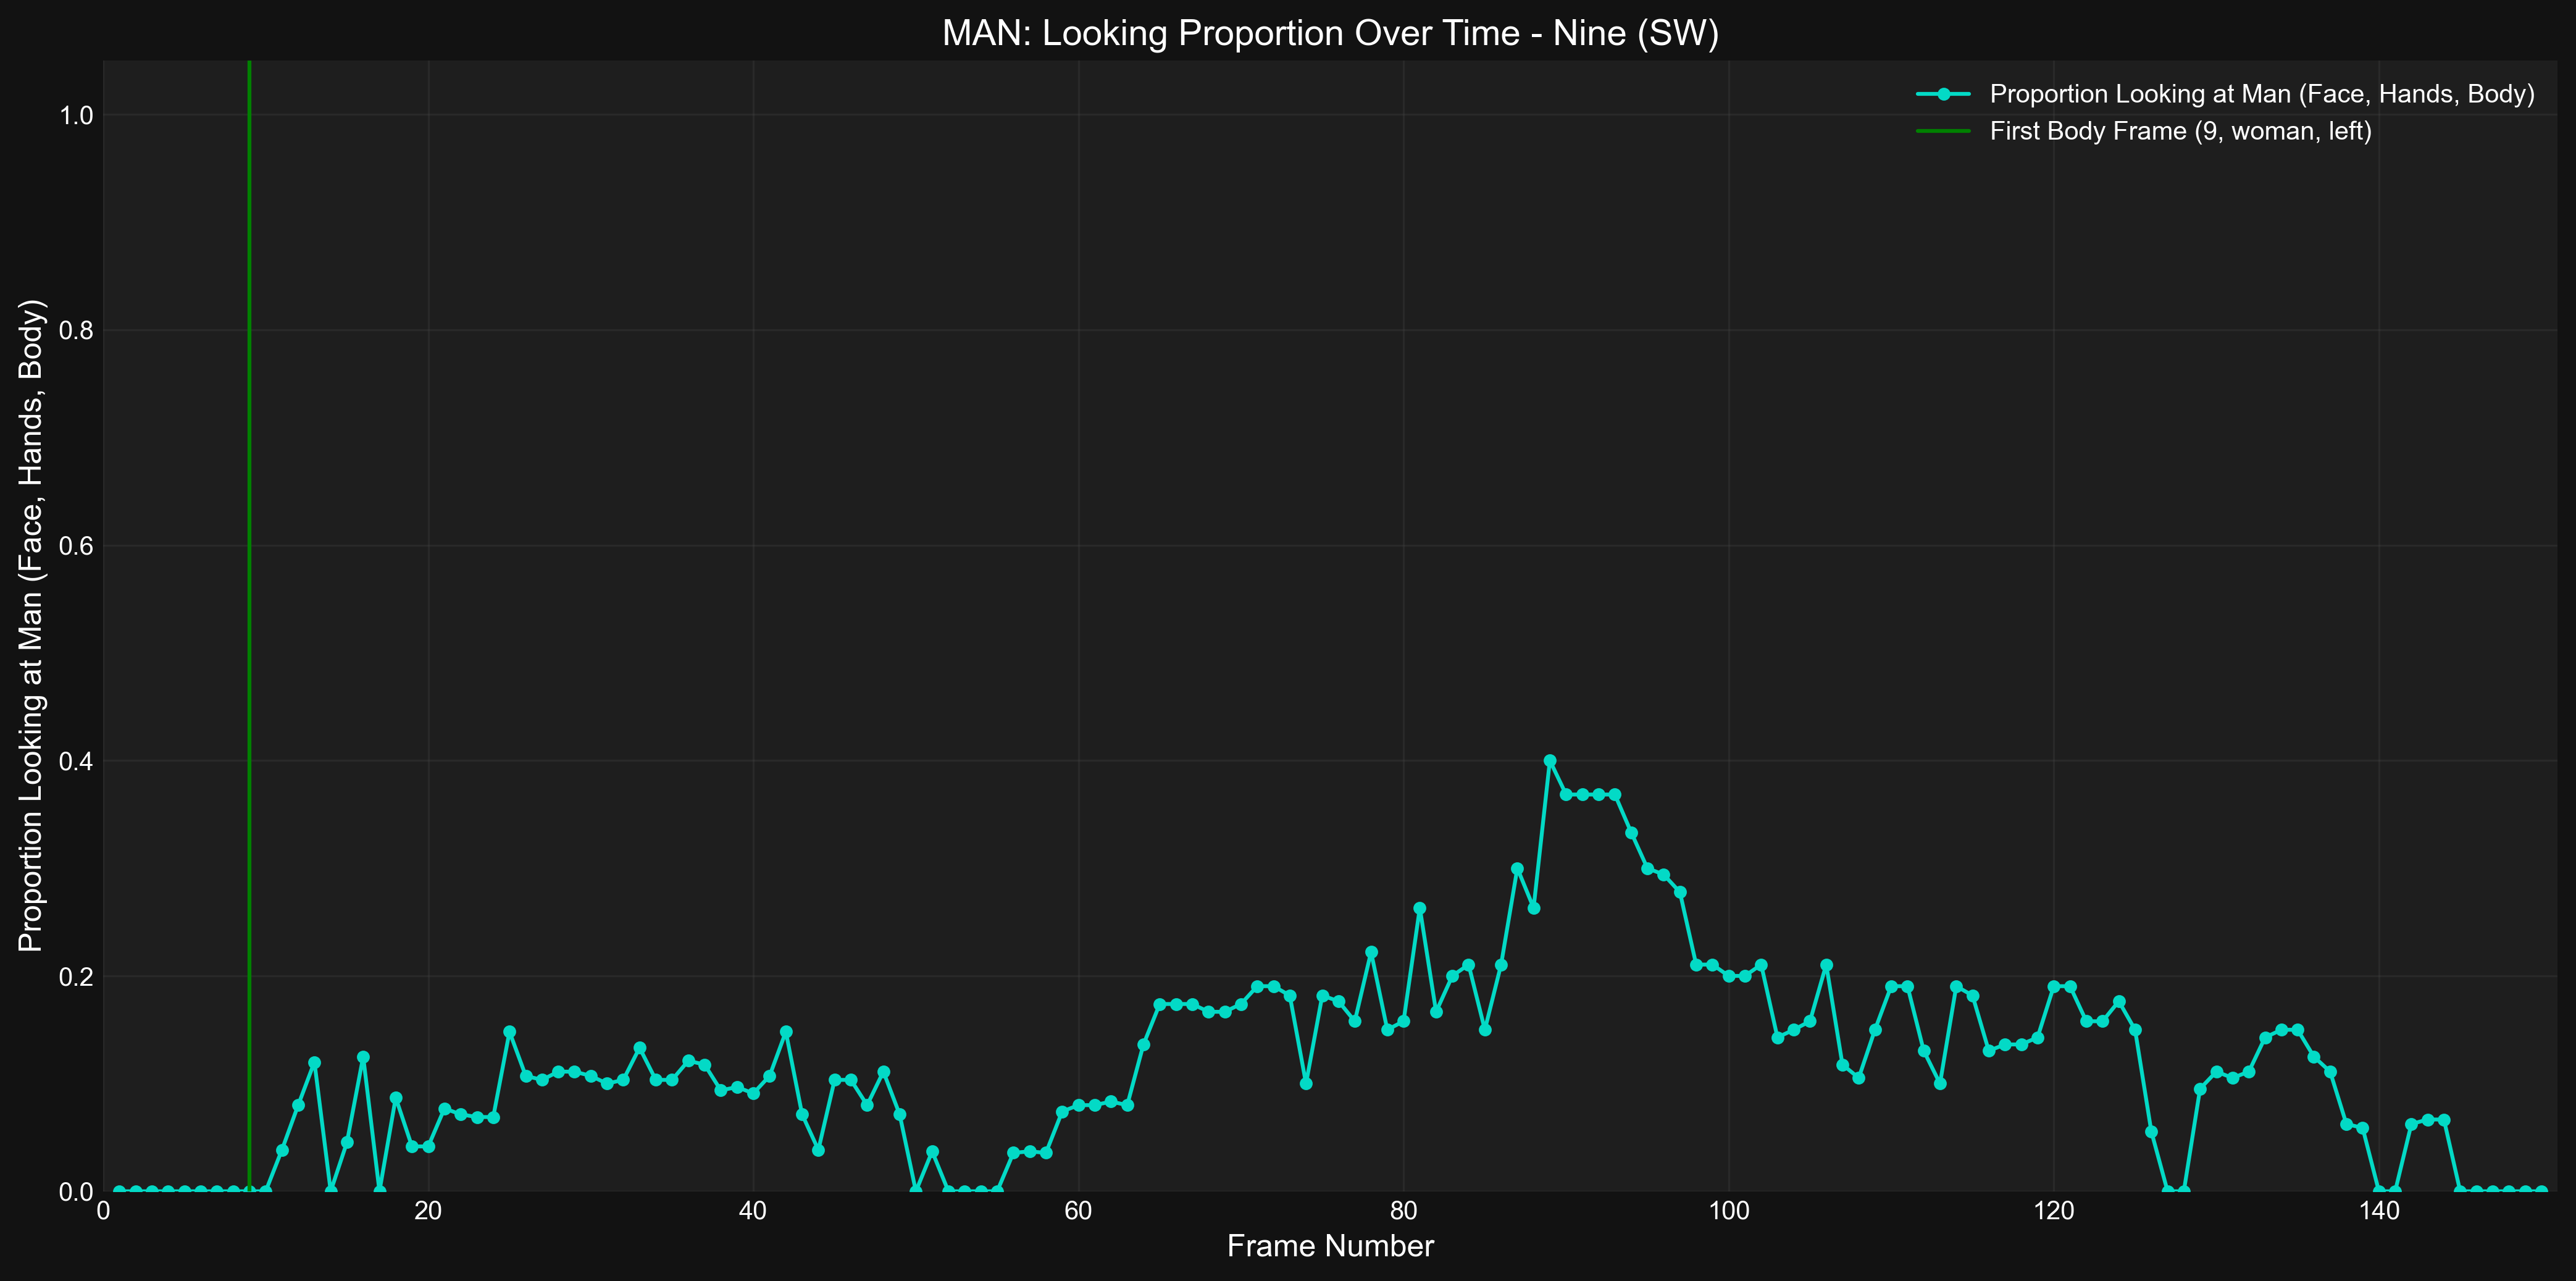 MAN: Looking Proportion Over Time - Nine (SW)
Proportion Looking at Man (Face, Hands, Body)
First Body Frame (9, woman, left)
Proportion Looking at Man (Face, Hands, Body)
1.0
0.8
0.6
0.4
0.2
0.0
0 20 40 60 80 100 120 140
Frame Number